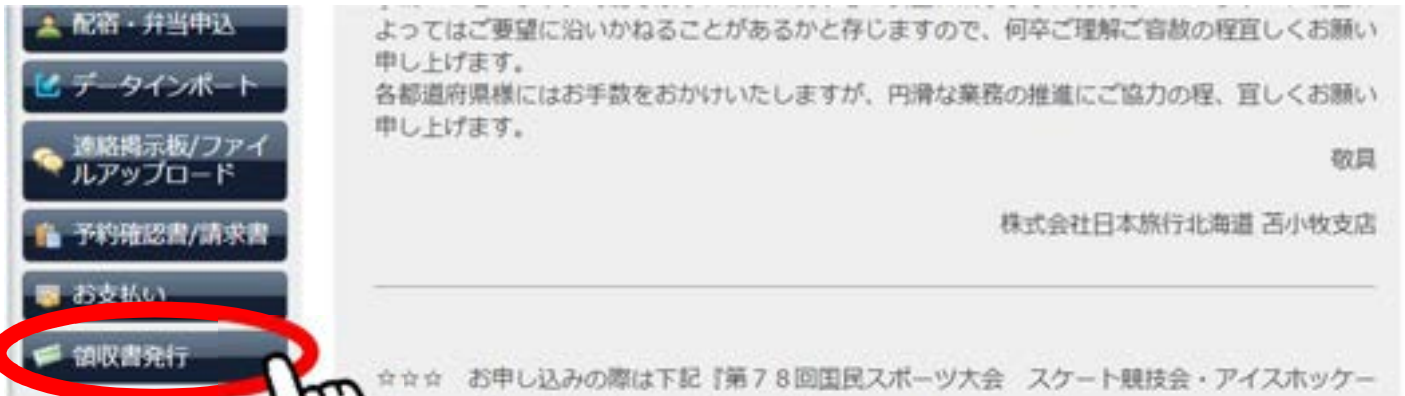 配宿・弁当申込
データインポート
連絡掲示板/ファイ
ルアップロード
予約確認書/請求書
お支払い
領収書発行
よってはご要望に沿いかねることがあるかと存じますので、何卒ご理解ご容赦の程宜しくお願い
申し上げます。
各都道府県様にはお手数をおかけいたしますが、円滑な業務の推進にご協力の程、宜しくお願い
申し上げます。
敬具
株式会社日本旅行北海道 苫小牧支店
☆☆☆ お申し込みの際は下記『第78回国民スポーツ大会 スケート競技会・アイスホッケー